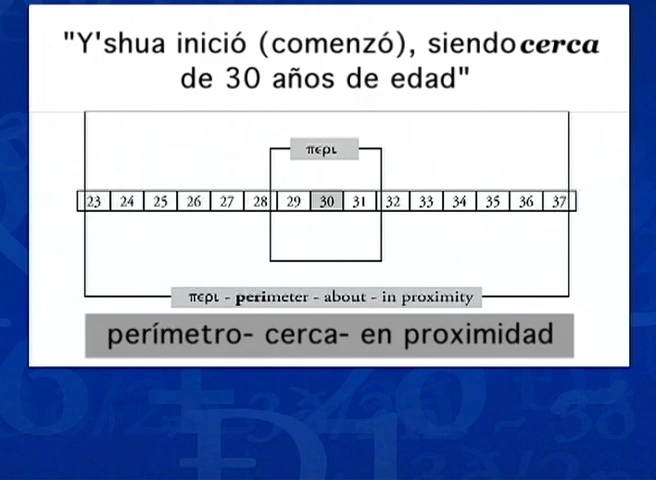 "Y'shua inició (comenzó), siendo cerca
de 30 años de edad"
περι
23 24 25 26 27 28 29 30 31 32 33 34 35 36 37
περι - perimeter - about - in proximity
perímetro- cerca- en proximidad